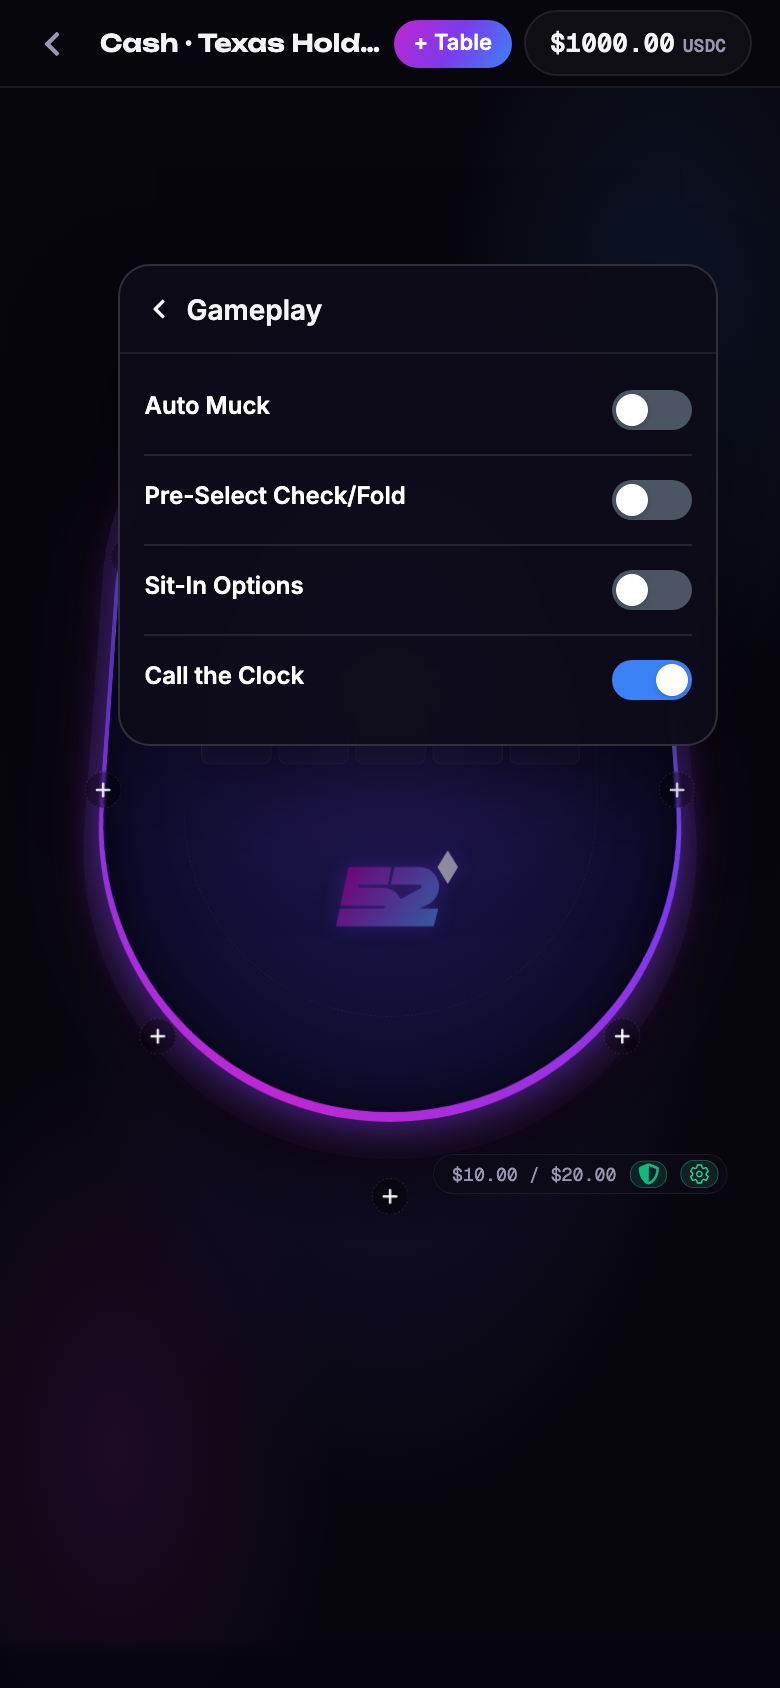 Cash · Texas Hold...
+ Table
$1000.00 USDC
Gameplay
Auto Muck
Pre-Select Check/Fold
Sit-In Options
Call the Clock
52
$10.00 / $20.00